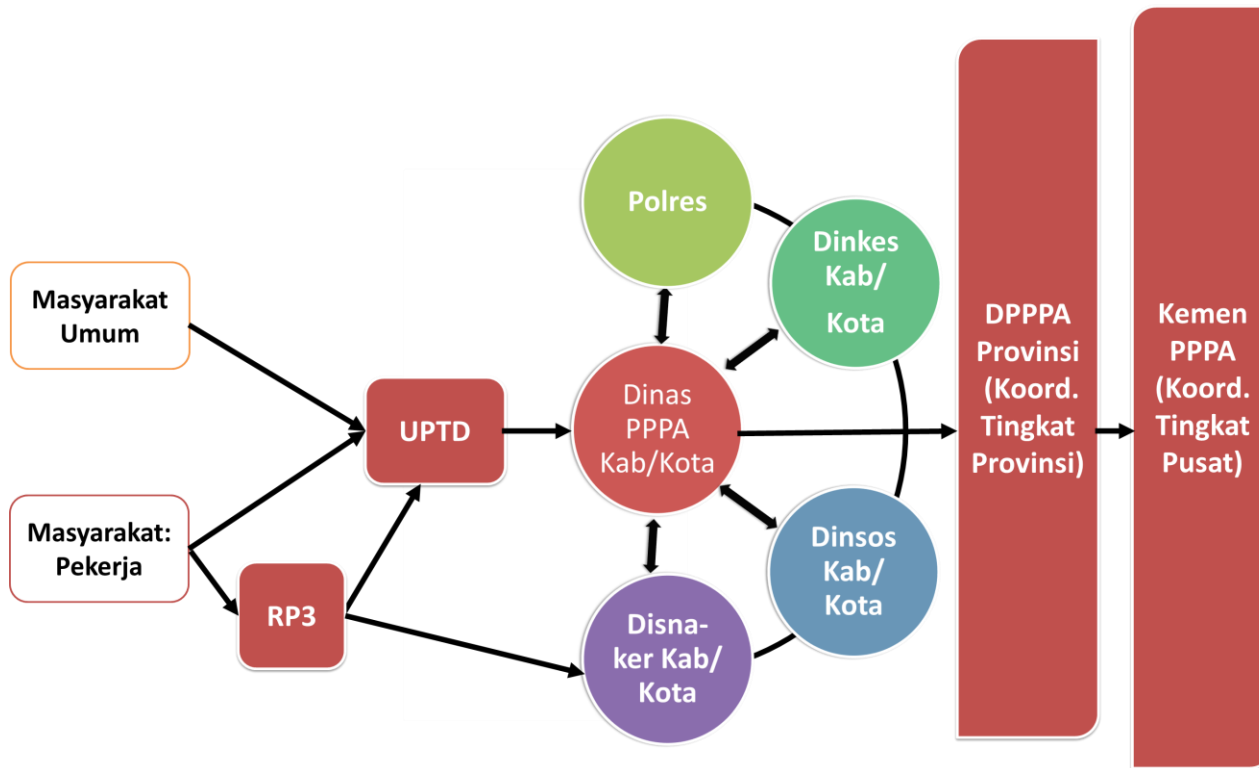 Masyarakat
Umum
Masyarakat:
Pekerja
RP3
UPTD
Polres
Dinkes
Kab/
Kota
Dinas
PPPA
Kab/Kota
Dinsos
Kab/
Kota
Disna-
ker Kab/
Kota
DPPPA
Provinsi
(Koord.
Tingkat
Provinsi)
Kemen
PPPA
(Koord.
Tingkat
Pusat)